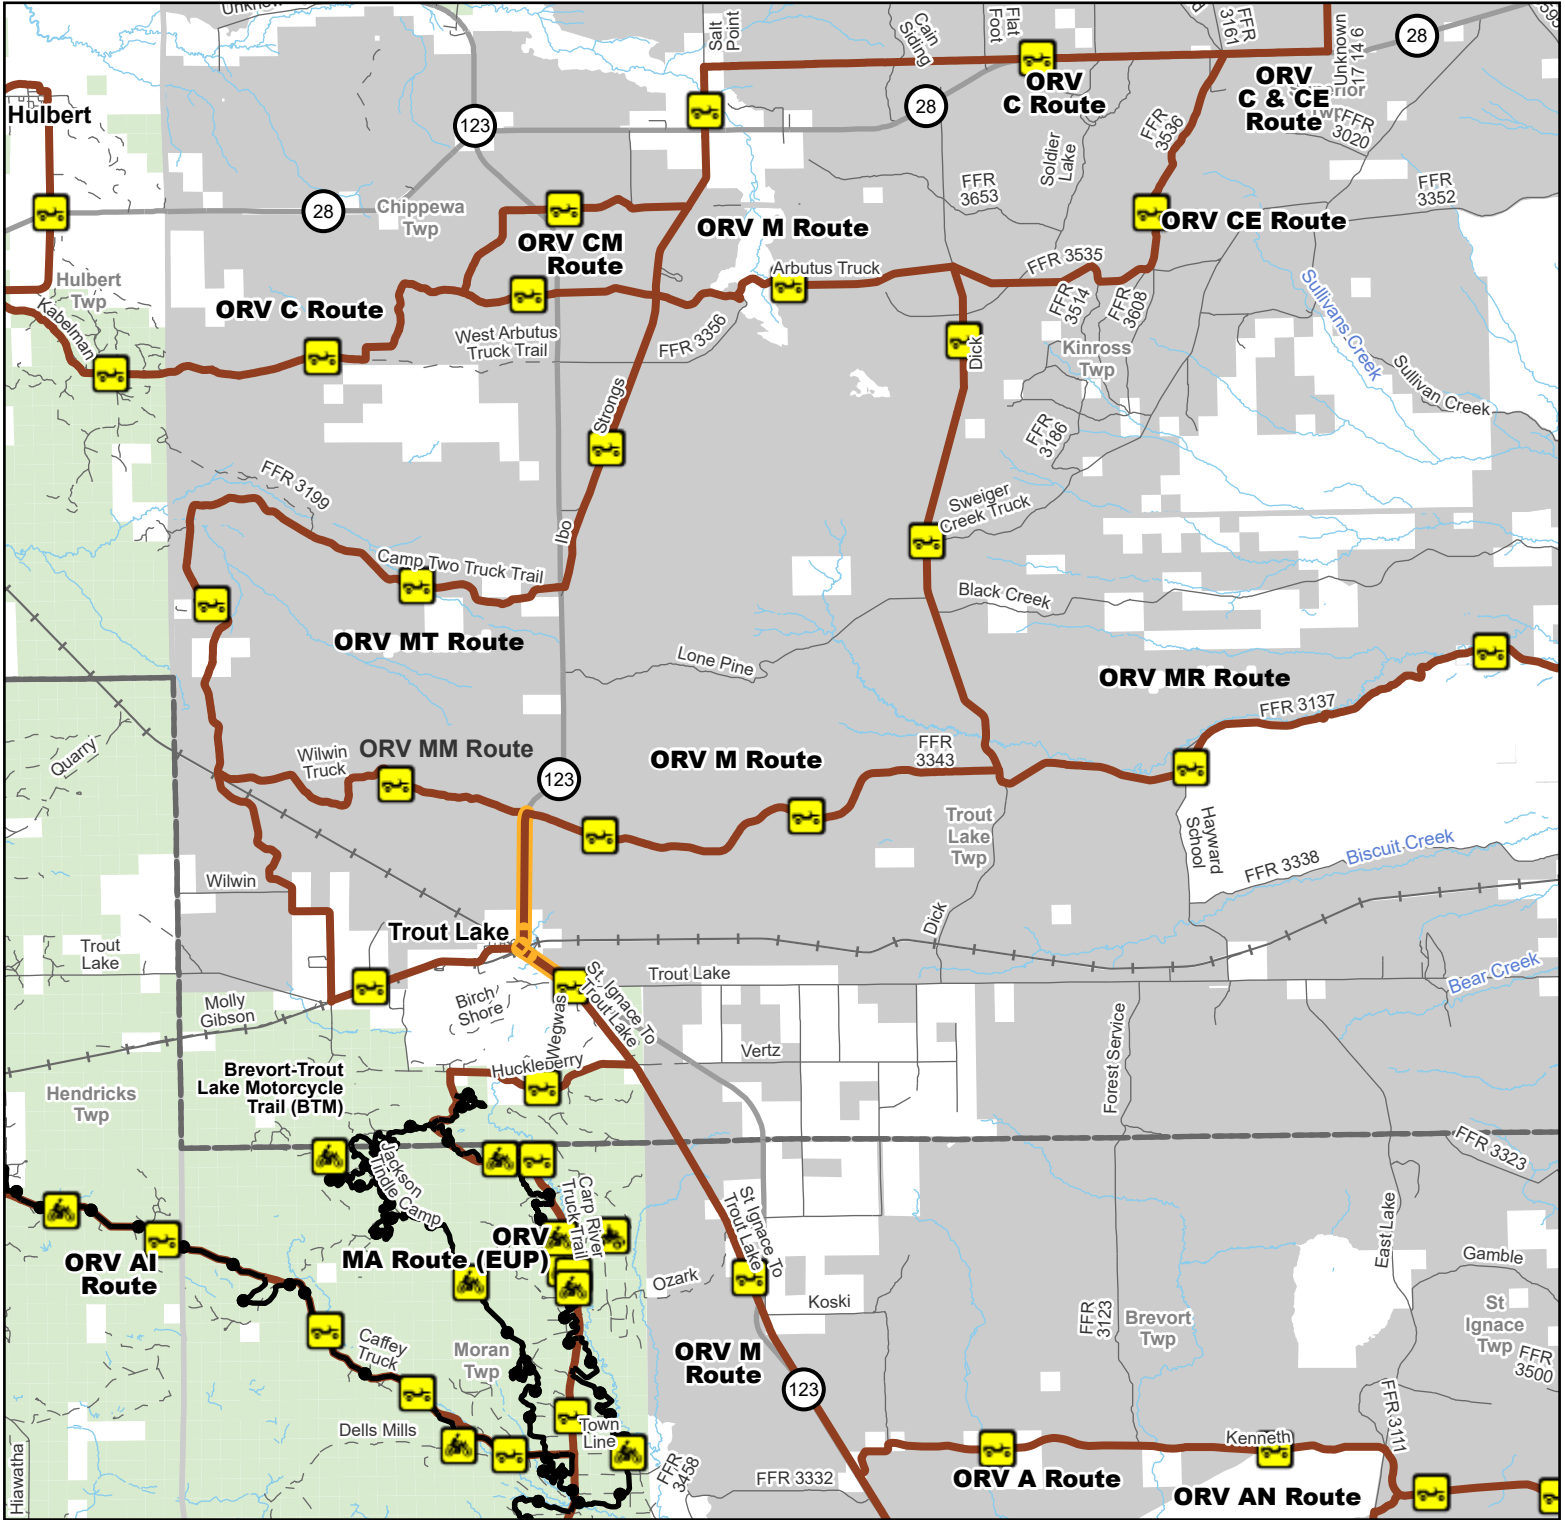 Salt
Point
Cain
Siding
Flat
Foot
FFR
3161
Unknown
17 14.6
28
Hulbert
123
28
ORV
C Route
ORV
C & CE
Route
FFR
3020
FFR
3536
Soldier
Lake
FFR
3653
FFR
3352
28
Chippewa
Twp
ORV CM
Route
ORV M Route
ORV CE Route
Hulbert
Twp
Kabelman
ORV C Route
West Arbutus
Truck Trail
FFR 3356
Arbutus Truck
FFR 3535
FFR
3514
FFR
3608
Dick
Kinross
Twp
Sullivans Creek
Sullivan Creek
Strongs
FFR
3186
FFR 3199
Ibo
Sweiger
Creek Truck
Camp Two Truck Trail
Black Creek
ORV MT Route
Lone Pine
ORV MR Route
FFR 3137
Quarry
Wilwin
Truck
ORV MM Route
123
ORV M Route
FFR
3343
Trout
Lake
Twp
Hayward
School
FFR 3338
Biscuit Creek
Wilwin
Trout Lake
Dick
Trout
Lake
Molly
Gibson
Birch
Shore
Wegwas
St. Ignace To
Trout Lake
Trout Lake
Bear Creek
Vertz
Huckleberry
Forest Service
Brevort-Trout
Lake Motorcycle
Trail (BTM)
Hendricks
Twp
Jackson
Tindle Camp
Carp River
Truck Trail
FFR 3323
ORV
MA Route (EUP)
ORV AI
Route
St Ignace To
Trout Lake
East Lake
Gamble
Ozark
Koski
FFR
3123
Brevort
Twp
St
Ignace
Twp
FFR
3500
Caffey
Truck
Moran
Twp
ORV M
Route
123
FFR 3111
Dells Mills
Town
Line
Kenneth
Hiawatha
FFR
3458
FFR 3332
ORV A Route
ORV AN Route